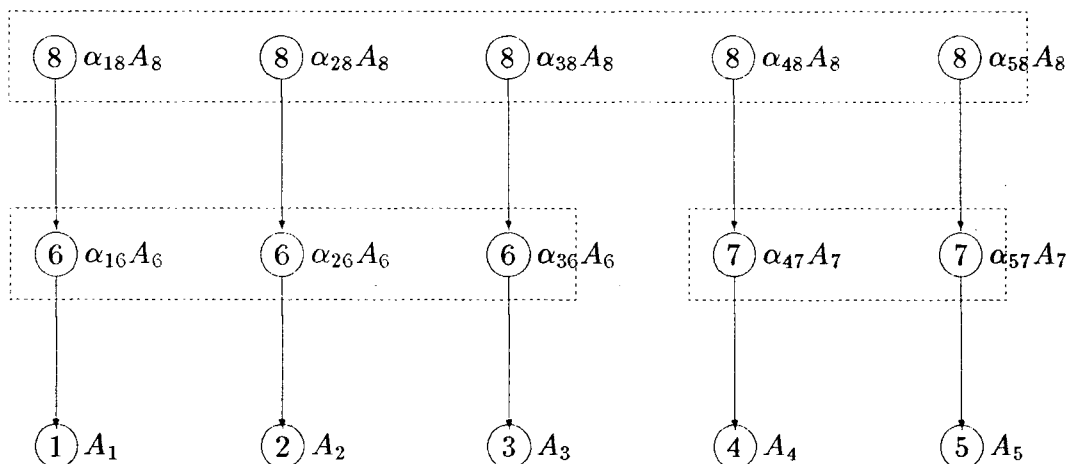 8 α₁₈A₈ 8 α₂₈A₈ 8 α₃₈A₈ 8 α₄₈A₈ 8 α₅₈A₈
6 α₁₆A₆ 6 α₂₆A₆ 6 α₃₆A₆ 7 α₄₇A₇ 7 α₅₇A₇
1 A₁ 2 A₂ 3 A₃ 4 A₄ 5 A₅